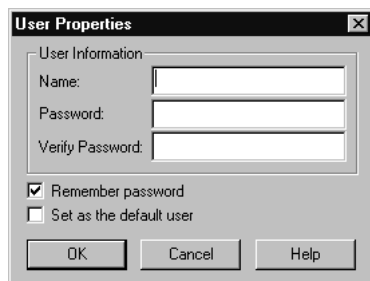 User Properties
User Information
Name:
Password:
Verify Password:
Remember password
Set as the default user
OK Cancel Help